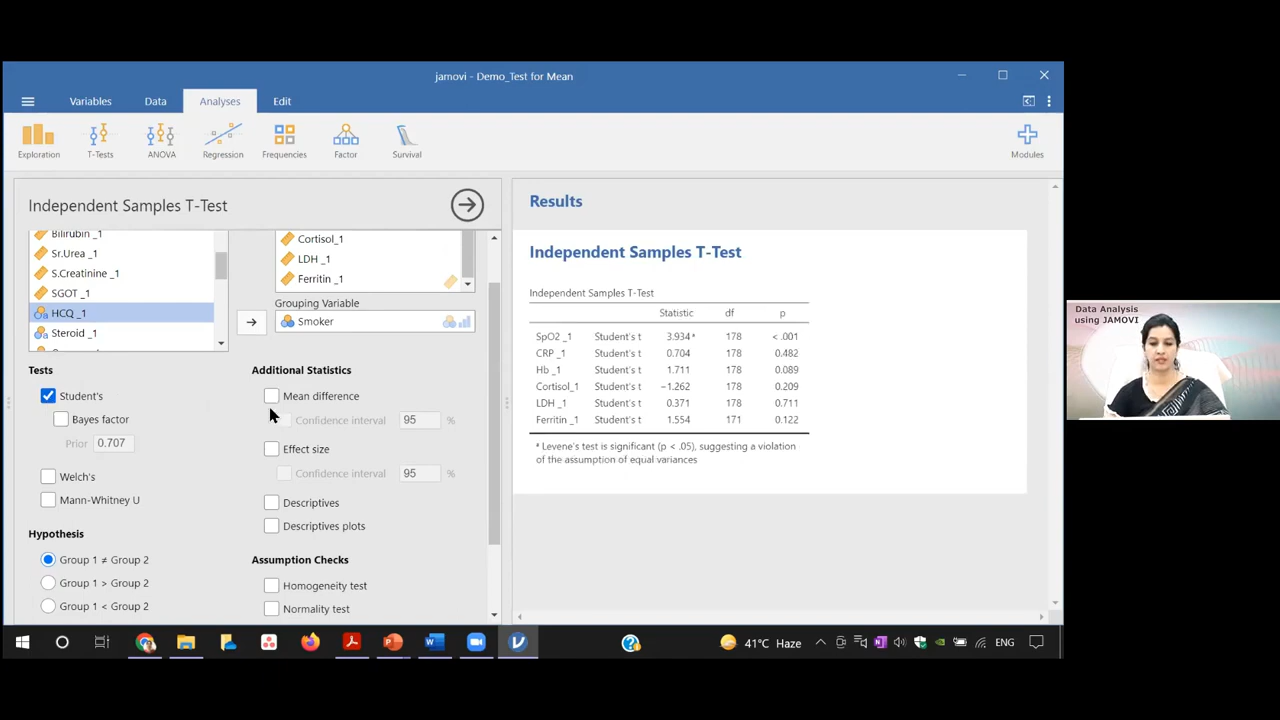 jamovi - Demo_Test for Mean
Variables Data Analyses Edit
Exploration T-Tests ANOVA Regression Frequencies Factor Survival Modules
Independent Samples T-Test
Bilirubin _1
Sr.Urea _1
S.Creatinine _1
SGOT _1
HCQ _1
Steroid _1
Cortisol_1
LDH _1
Ferritin _1
Grouping Variable
Smoker
Tests
Student's
Bayes factor
Prior 0.707
Welch's
Mann-Whitney U
Hypothesis
Group 1 ≠ Group 2
Group 1 > Group 2
Group 1 < Group 2
Additional Statistics
Mean difference
Confidence interval 95 %
Effect size
Confidence interval 95 %
Descriptives
Descriptives plots
Assumption Checks
Homogeneity test
Normality test
Results
Independent Samples T-Test
Independent Samples T-Test
Statistic df p
SpO2 _1 Student's t 3.934 ᵃ 178 < .001
CRP _1 Student's t 0.704 178 0.482
Hb _1 Student's t 1.711 178 0.089
Cortisol_1 Student's t −1.262 178 0.209
LDH _1 Student's t 0.371 178 0.711
Ferritin _1 Student's t 1.554 171 0.122
ᵃ Levene's test is significant (p < .05), suggesting a violation
of the assumption of equal variances
Data Analysis
using JAMOVI
41°C Haze ENG